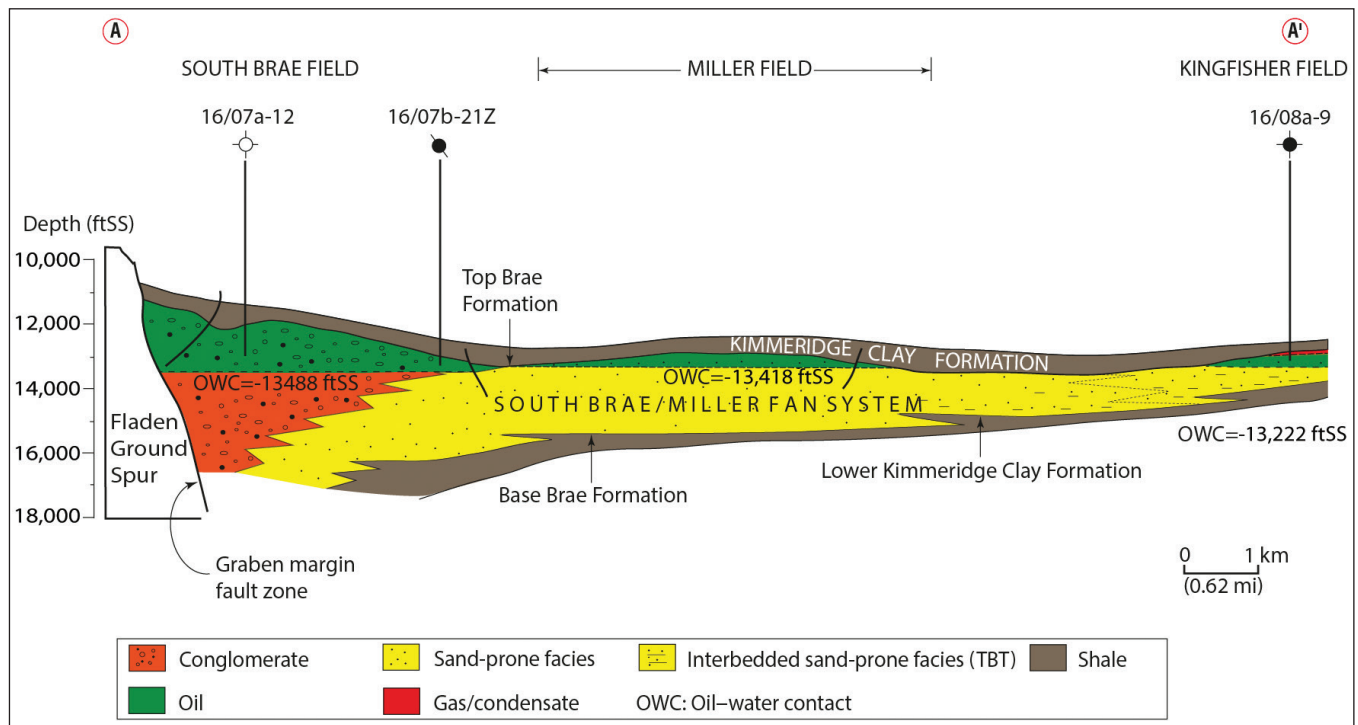 A
A'
SOUTH BRAE FIELD
MILLER FIELD
KINGFISHER FIELD
16/07a-12
16/07b-21Z
16/08a-9
Depth (ftSS)
10,000
12,000
14,000
16,000
18,000
Top Brae
Formation
KIMMERIDGE CLAY FORMATION
OWC=-13488 ftSS
OWC=-13,418 ftSS
SOUTH BRAE/MILLER FAN SYSTEM
Fladen
Ground
Spur
OWC=-13,222 ftSS
Lower Kimmeridge Clay Formation
Base Brae Formation
Graben margin
fault zone
0 1 km
(0.62 mi)
Conglomerate
Sand-prone facies
Interbedded sand-prone facies (TBT)
Shale
Oil
Gas/condensate
OWC: Oil–water contact